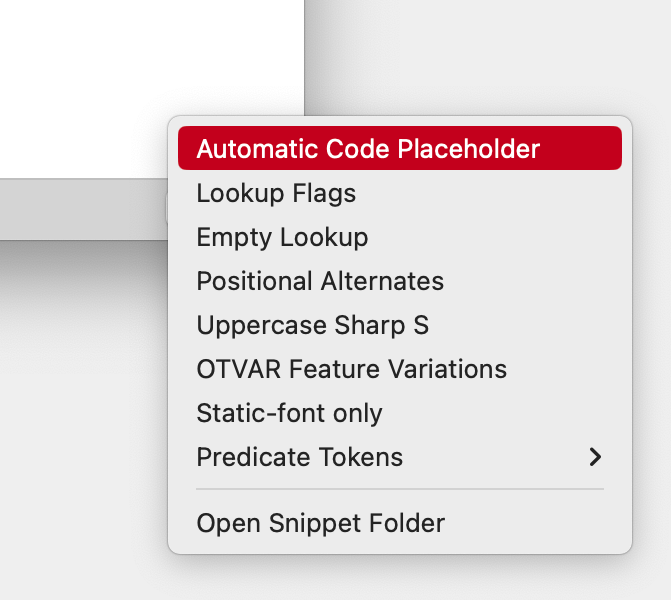 Automatic Code Placeholder
Lookup Flags
Empty Lookup
Positional Alternates
Uppercase Sharp S
OTVAR Feature Variations
Static-font only
Predicate Tokens
Open Snippet Folder